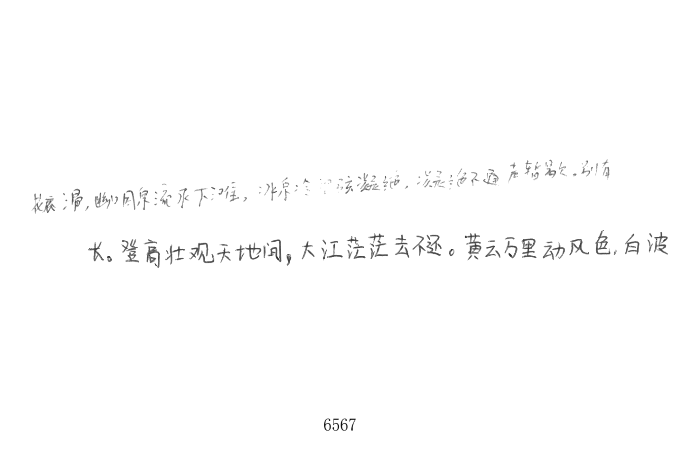 花底滑,幽咽泉流水下滩,冰泉冷涩弦凝绝,凝绝不通声暂歇。别有
长。登高壮观天地间,大江茫茫去不还。黄云万里动风色,白波
6567